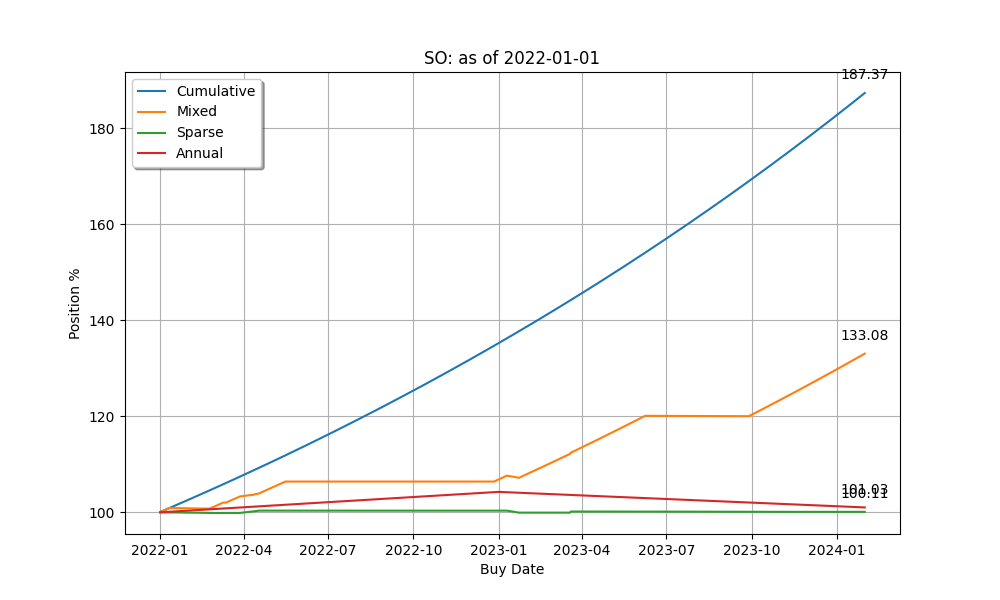 SO: as of 2022-01-01
187.37
Cumulative
Mixed
Sparse
Annual
180
160
140
133.08
120
101.03
100.11
100
Position %
2022-01 2022-04 2022-07 2022-10 2023-01 2023-04 2023-07 2023-10 2024-01
Buy Date